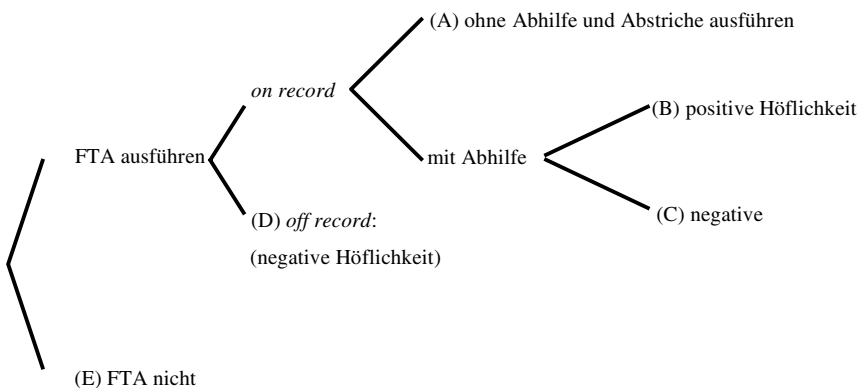 (A) ohne Abhilfe und Abstriche ausführen
on record
(B) positive Höflichkeit
FTA ausführen
mit Abhilfe
(C) negative
(D) off record:
(negative Höflichkeit)
(E) FTA nicht